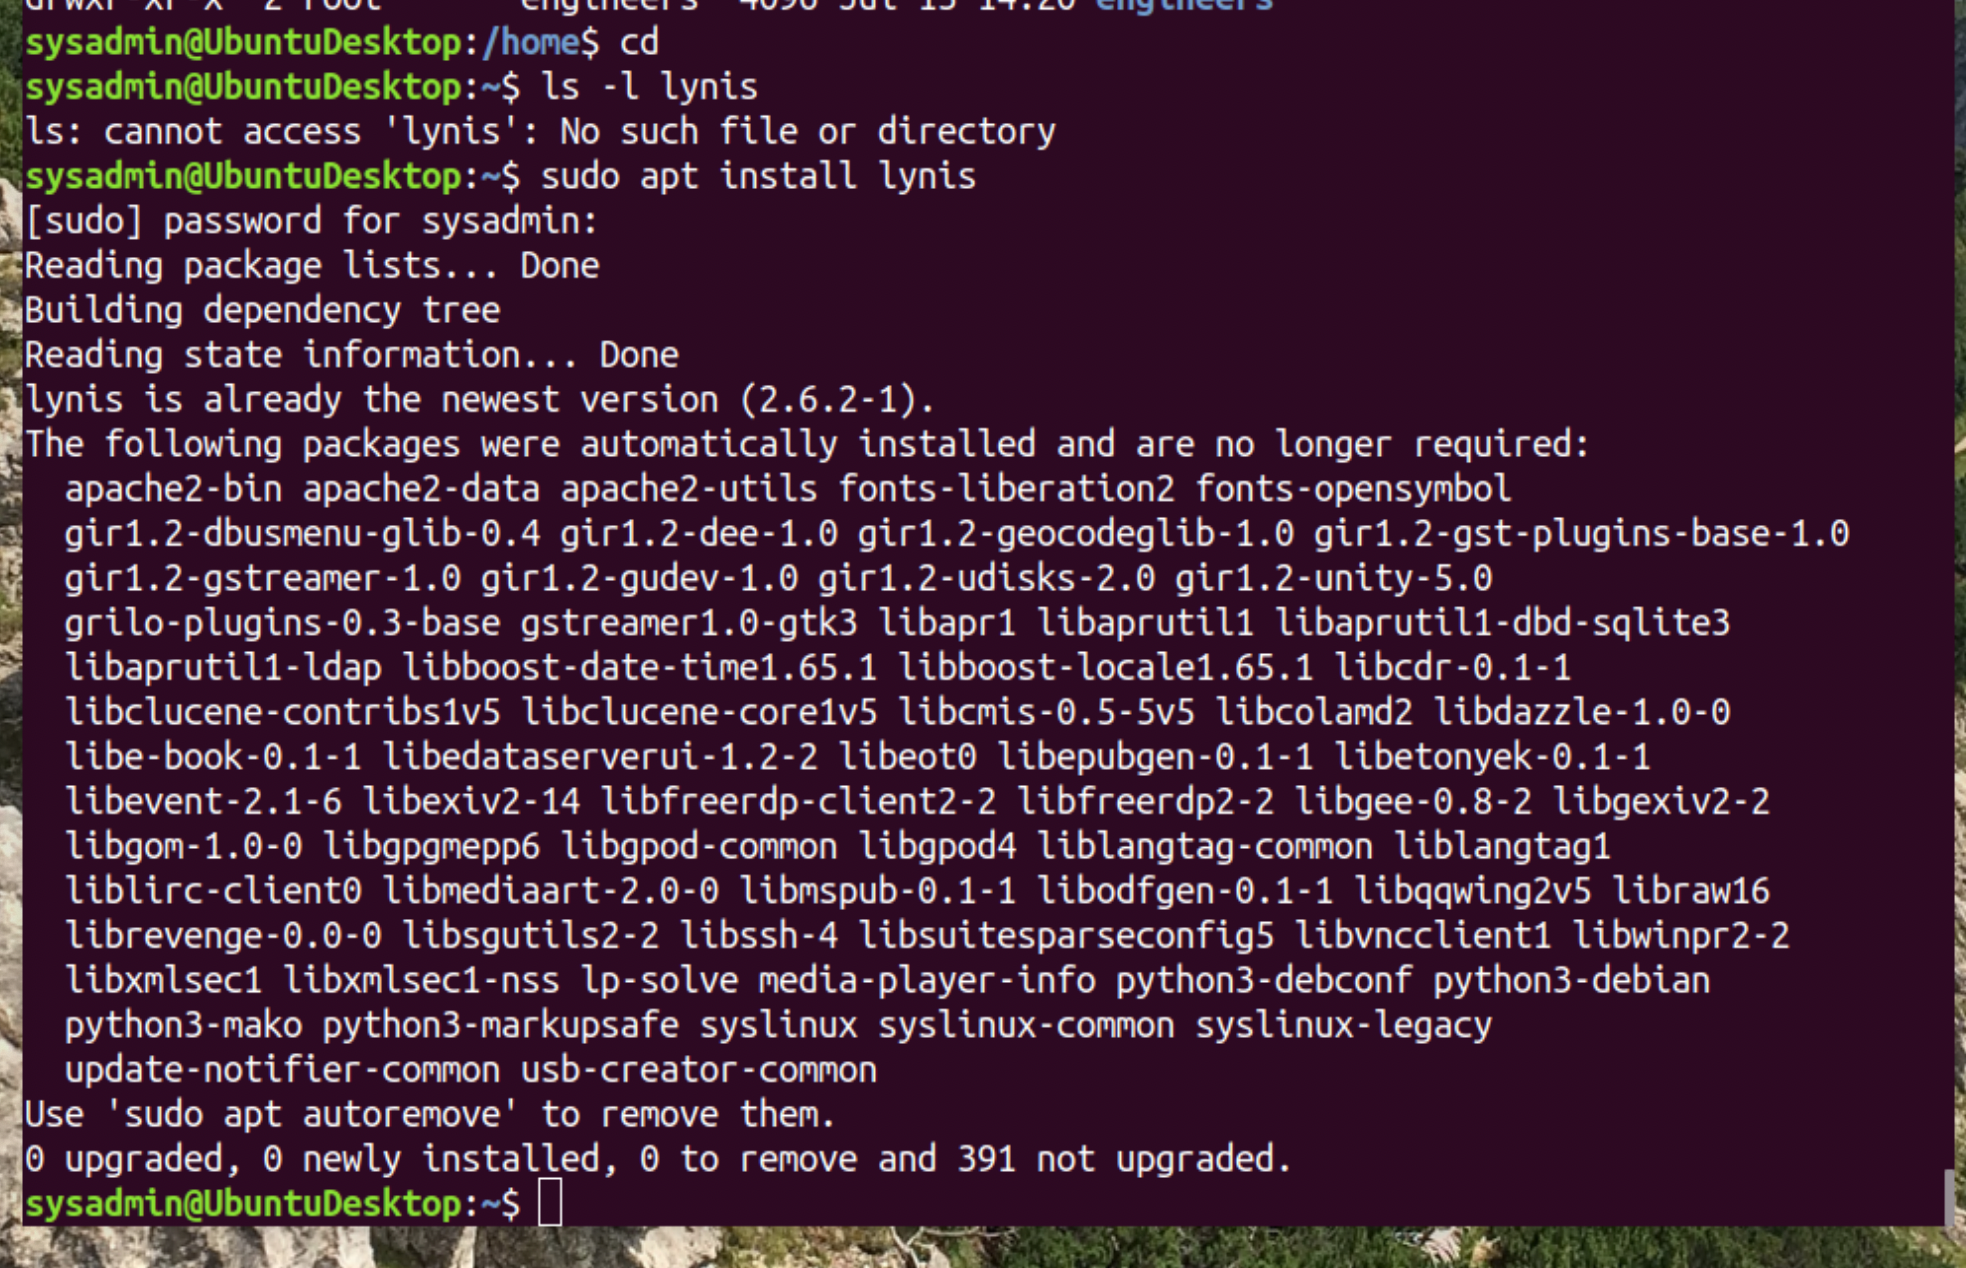 drwxr-xr-x 2 root engineers 4096 Jul 15 14:20 engineers
sysadmin@UbuntuDesktop:/home$ cd
sysadmin@UbuntuDesktop:~$ ls -l lynis
ls: cannot access 'lynis': No such file or directory
sysadmin@UbuntuDesktop:~$ sudo apt install lynis
[sudo] password for sysadmin:
Reading package lists... Done
Building dependency tree
Reading state information... Done
lynis is already the newest version (2.6.2-1).
The following packages were automatically installed and are no longer required:
apache2-bin apache2-data apache2-utils fonts-liberation2 fonts-opensymbol
gir1.2-dbusmenu-glib-0.4 gir1.2-dee-1.0 gir1.2-geocodeglib-1.0 gir1.2-gst-plugins-base-1.0
gir1.2-gstreamer-1.0 gir1.2-gudev-1.0 gir1.2-udisks-2.0 gir1.2-unity-5.0
grilo-plugins-0.3-base gstreamer1.0-gtk3 libapr1 libaprutil1 libaprutil1-dbd-sqlite3
libaprutil1-ldap libboost-date-time1.65.1 libboost-locale1.65.1 libcdr-0.1-1
libclucene-contribs1v5 libclucene-core1v5 libcmis-0.5-5v5 libcolamd2 libdazzle-1.0-0
libe-book-0.1-1 libedataserverui-1.2-2 libeot0 libepubgen-0.1-1 libetonyek-0.1-1
libevent-2.1-6 libexiv2-14 libfreerdp-client2-2 libfreerdp2-2 libgee-0.8-2 libgexiv2-2
libgom-1.0-0 libgpgmepp6 libgpod-common libgpod4 liblangtag-common liblangtag1
liblirc-client0 libmediaart-2.0-0 libmspub-0.1-1 libodfgen-0.1-1 libqqwing2v5 libraw16
librevenge-0.0-0 libsgutils2-2 libssh-4 libsuitesparseconfig5 libvncclient1 libwinpr2-2
libxmlsec1 libxmlsec1-nss lp-solve media-player-info python3-debconf python3-debian
python3-mako python3-markupsafe syslinux syslinux-common syslinux-legacy
update-notifier-common usb-creator-common
Use 'sudo apt autoremove' to remove them.
0 upgraded, 0 newly installed, 0 to remove and 391 not upgraded.
sysadmin@UbuntuDesktop:~$